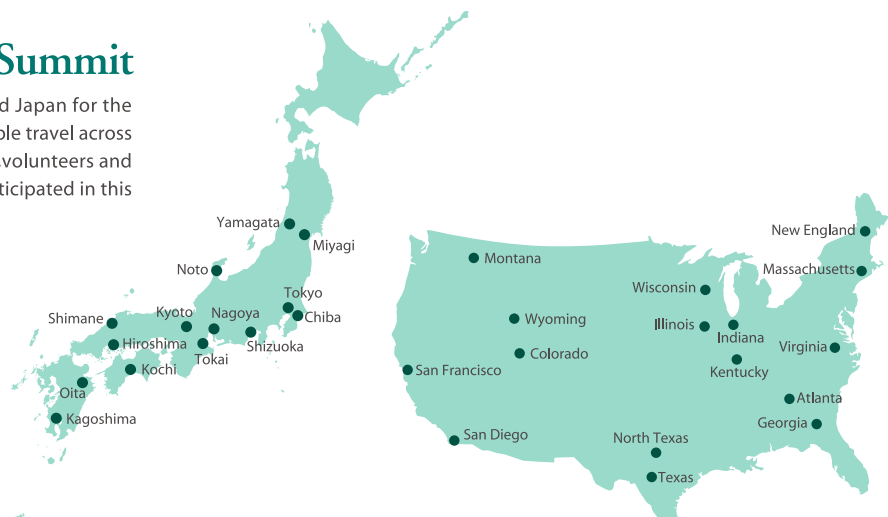 Summit
d Japan for the
ole travel across
volunteers and
ticipated in this
Yamagata
Miyagi
Noto
Tokyo
Chiba
Shimane
Kyoto
Nagoya
Hiroshima
Tokai
Shizuoka
Kochi
Oita
Kagoshima
New England
Montana
Massachusetts
Wisconsin
Wyoming
Illinois
Indiana
Virginia
Colorado
San Francisco
Kentucky
Atlanta
Georgia
San Diego
North Texas
Texas